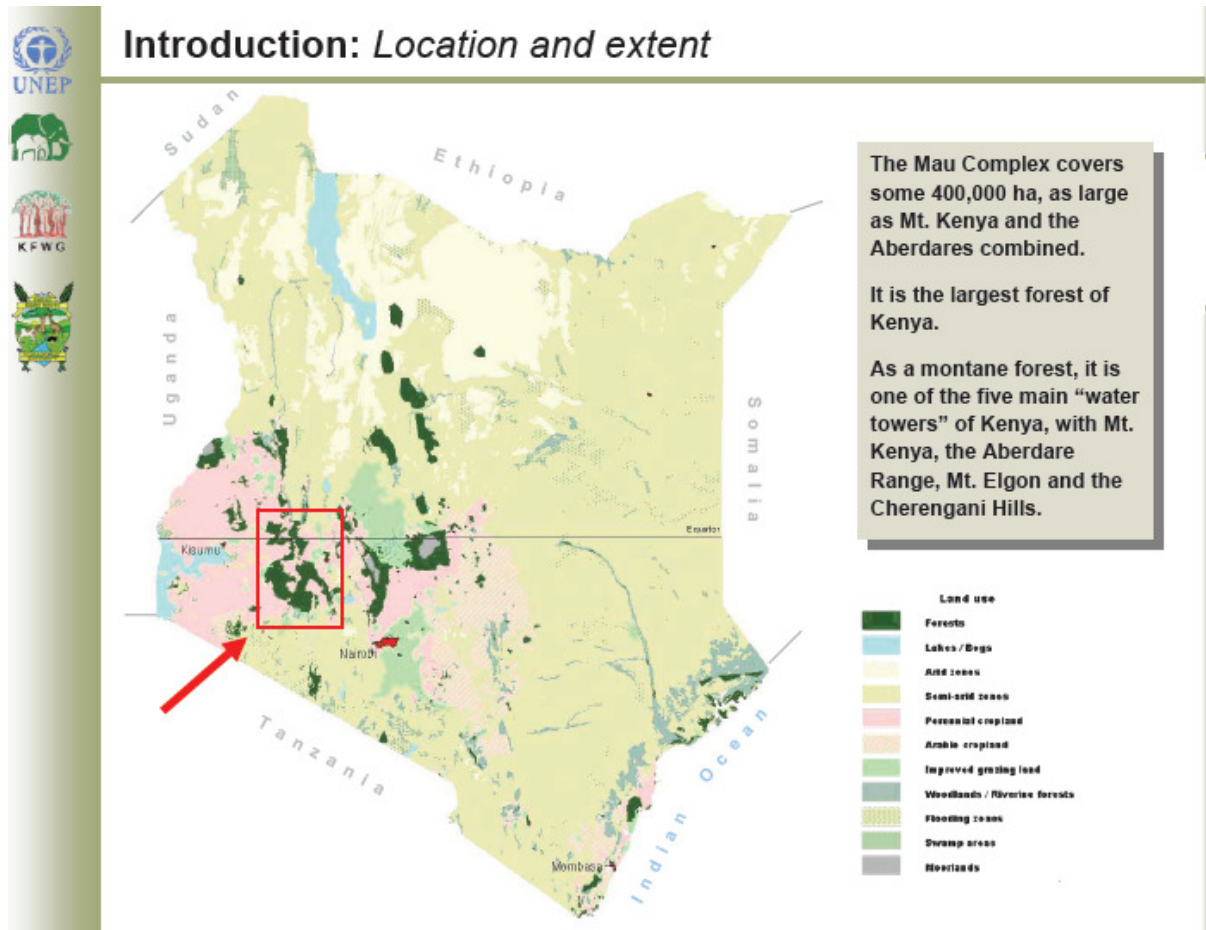 Introduction: Location and extent
UNEP
KFWG
Sudan
Ethiopia
Uganda
Somalia
Equator
Kisumu
Nairobi
Tanzania
Mombasa
Indian Ocean
The Mau Complex covers
some 400,000 ha, as large
as Mt. Kenya and the
Aberdares combined.
It is the largest forest of
Kenya.
As a montane forest, it is
one of the five main “water
towers” of Kenya, with Mt.
Kenya, the Aberdare
Range, Mt. Elgon and the
Cherengani Hills.
Land use
Forests
Lakes / Bogs
Arid zones
Semi-arid zones
Perennial cropland
Arable cropland
Improved grazing land
Woodlands / Riverine forests
Flooding zones
Swamp areas
Moorlands